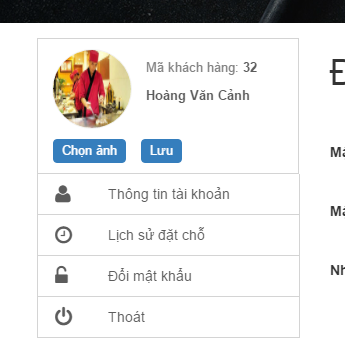 Mã khách hàng: 32
Hoàng Văn Cảnh
Chọn ảnh Lưu
Thông tin tài khoản
Lịch sử đặt chỗ
Đổi mật khẩu
Thoát